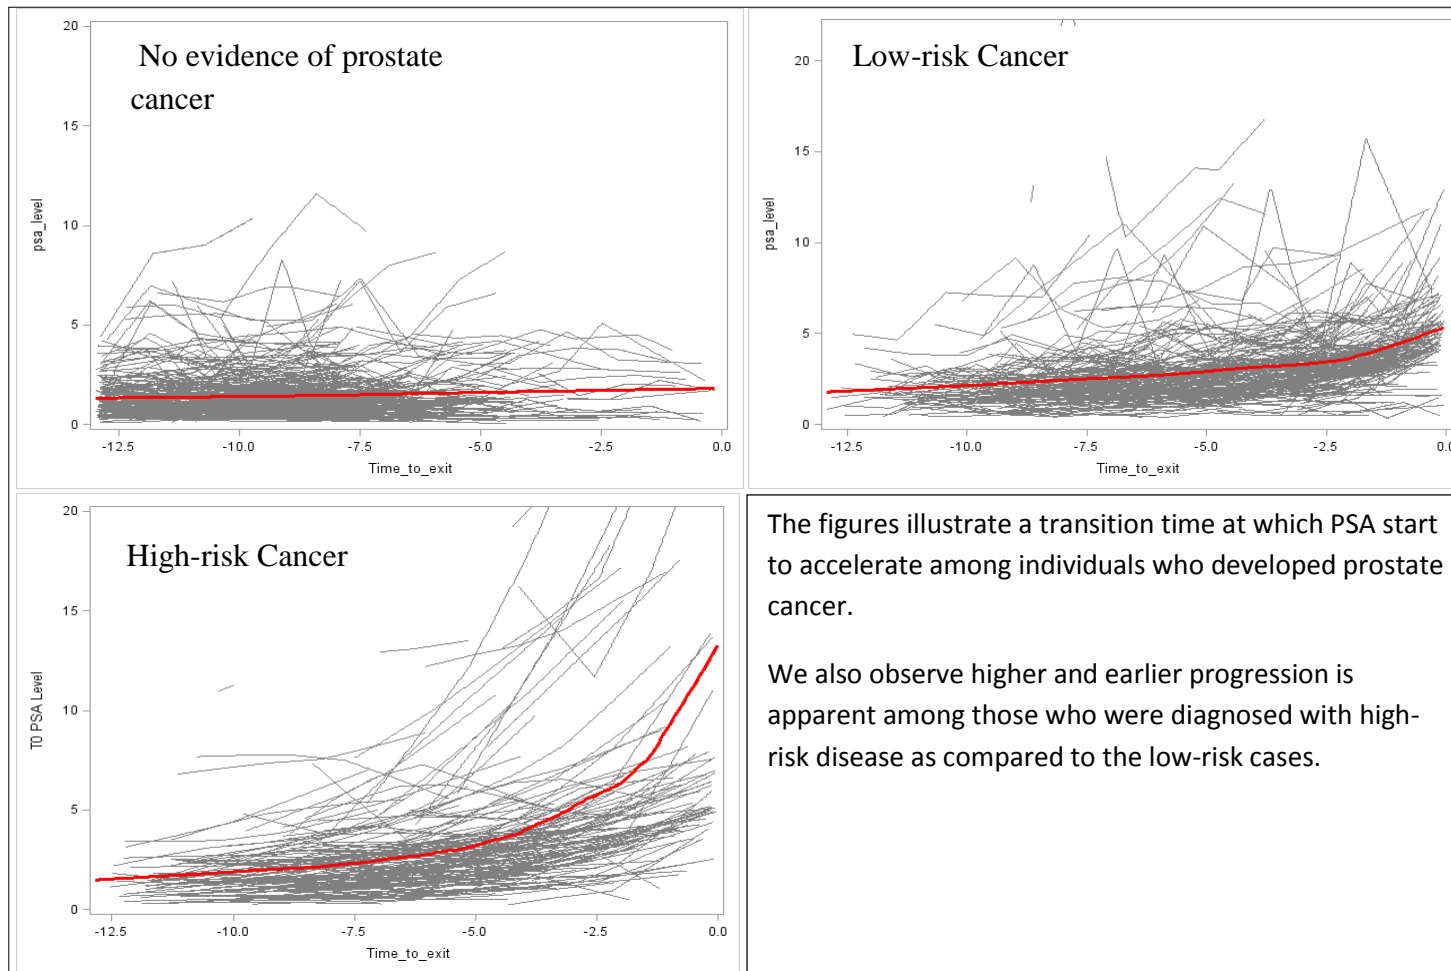 No evidence of prostate
cancer
20
15
10
5
0
psa_level
-12.5
-10.0
-7.5
-5.0
-2.5
0.0
Time_to_exit
Low-risk Cancer
20
15
10
5
0
psa_level
-12.5
-10.0
-7.5
-5.0
-2.5
0.0
Time_to_exit
High-risk Cancer
20
15
10
5
0
T0 PSA Level
-12.5
-10.0
-7.5
-5.0
-2.5
0.0
Time_to_exit
The figures illustrate a transition time at which PSA start
to accelerate among individuals who developed prostate
cancer.
We also observe higher and earlier progression is
apparent among those who were diagnosed with high-
risk disease as compared to the low-risk cases.